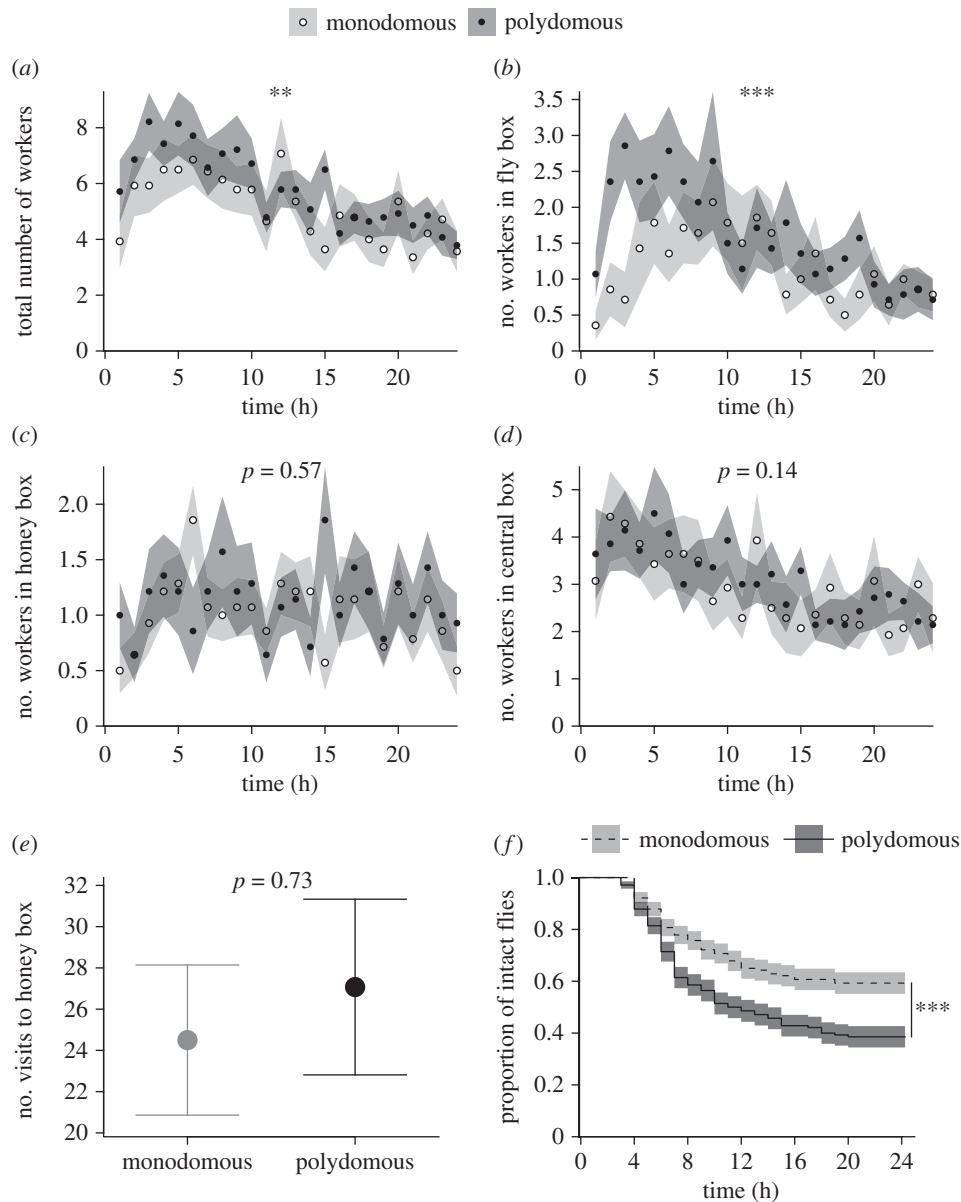 monodomous polydomous
(a)
**
total number of workers
8
6
4
2
0
0 5 10 15 20
time (h)
(b)
***
no. workers in fly box
3.5
3.0
2.5
2.0
1.5
1.0
0.5
0
0 5 10 15 20
time (h)
(c)
p = 0.57
no. workers in honey box
2.0
1.5
1.0
0.5
0
0 5 10 15 20
time (h)
(d)
p = 0.14
no. workers in central box
5
4
3
2
1
0
0 5 10 15 20
time (h)
(e)
p = 0.73
no. visits to honey box
32
30
28
26
24
22
20
monodomous polydomous
(f)
monodomous polydomous
proportion of intact flies
1.0
0.8
0.6
0.4
0.2
0
***
0 4 8 12 16 20 24
time (h)